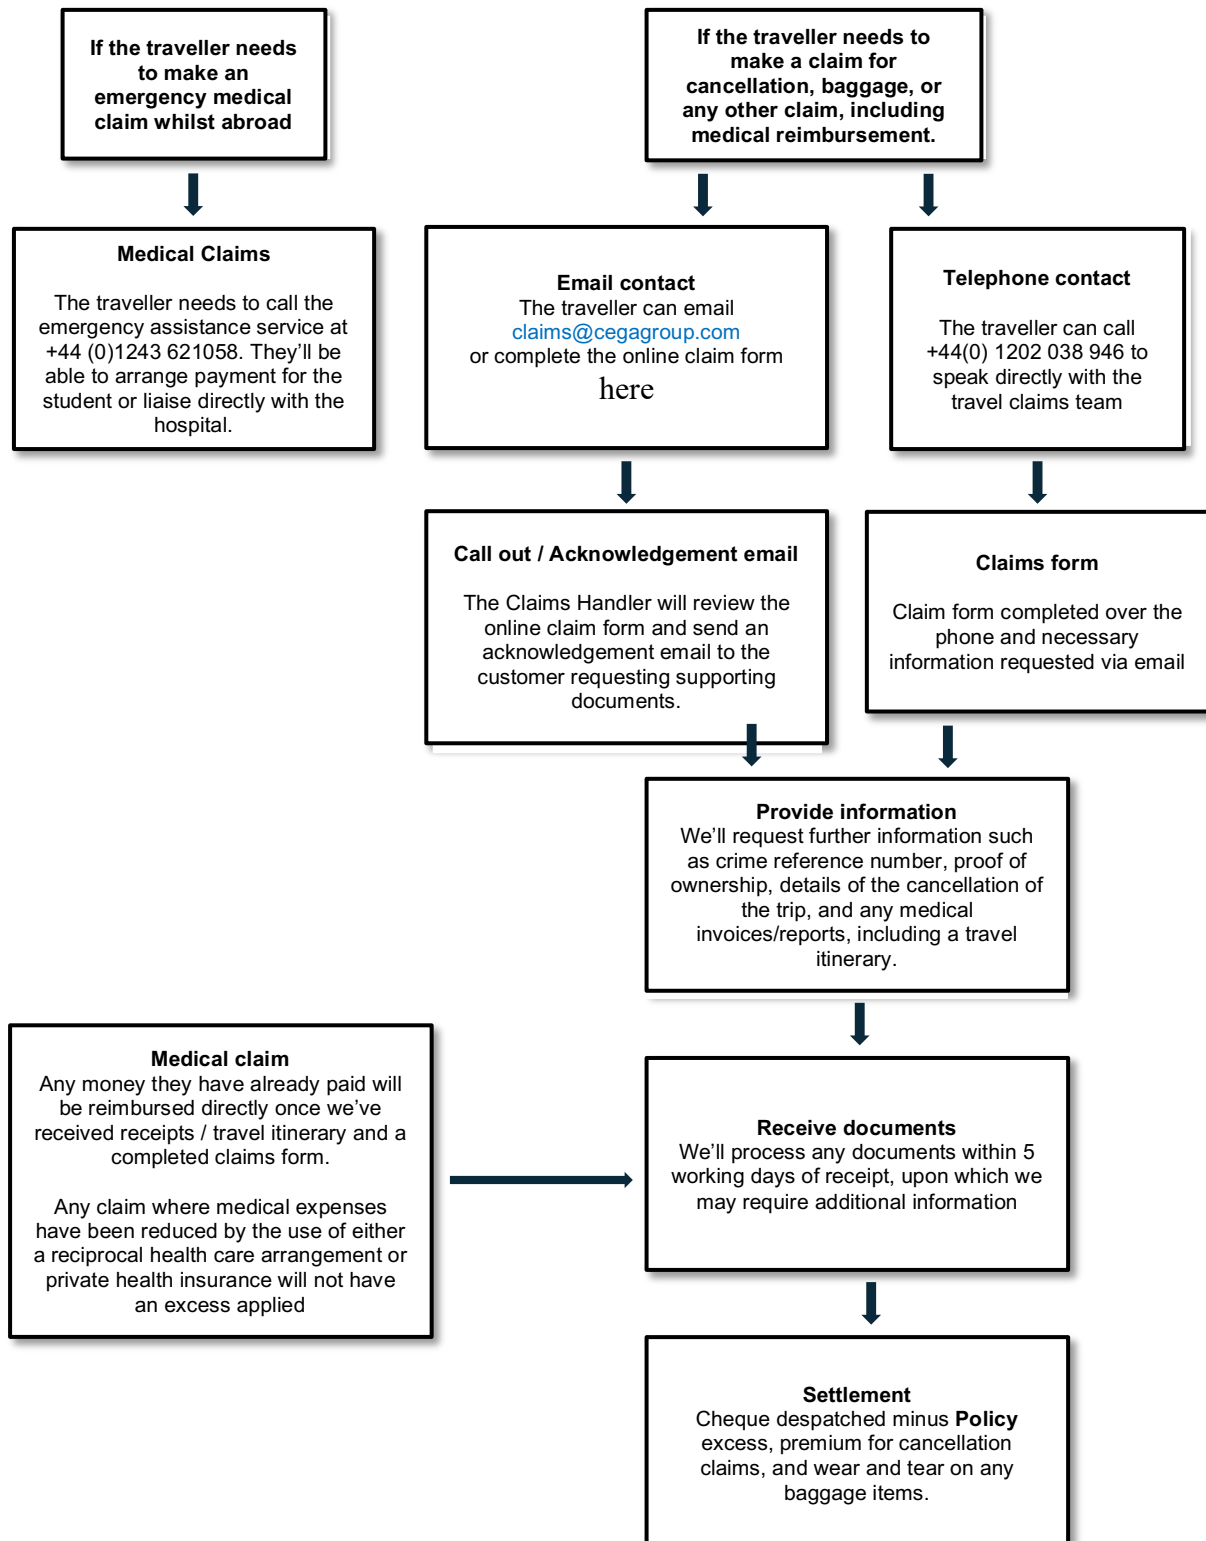 If the traveller needs
to make an
emergency medical
claim whilst abroad
If the traveller needs to
make a claim for
cancellation, baggage, or
any other claim, including
medical reimbursement.
Medical Claims
The traveller needs to call the
emergency assistance service at
+44 (0)1243 621058. They’ll be
able to arrange payment for the
student or liaise directly with the
hospital.
Email contact
The traveller can email
claims@cegagroup.com
or complete the online claim form
here
Telephone contact
The traveller can call
+44(0) 1202 038 946 to
speak directly with the
travel claims team
Call out / Acknowledgement email
The Claims Handler will review the
online claim form and send an
acknowledgement email to the
customer requesting supporting
documents.
Claims form
Claim form completed over the
phone and necessary
information requested via email
Provide information
We’ll request further information such
as crime reference number, proof of
ownership, details of the cancellation of
the trip, and any medical
invoices/reports, including a travel
itinerary.
Medical claim
Any money they have already paid will
be reimbursed directly once we’ve
received receipts / travel itinerary and a
completed claims form.
Any claim where medical expenses
have been reduced by the use of either
a reciprocal health care arrangement or
private health insurance will not have
an excess applied
Receive documents
We’ll process any documents within 5
working days of receipt, upon which we
may require additional information
Settlement
Cheque despatched minus Policy
excess, premium for cancellation
claims, and wear and tear on any
baggage items.